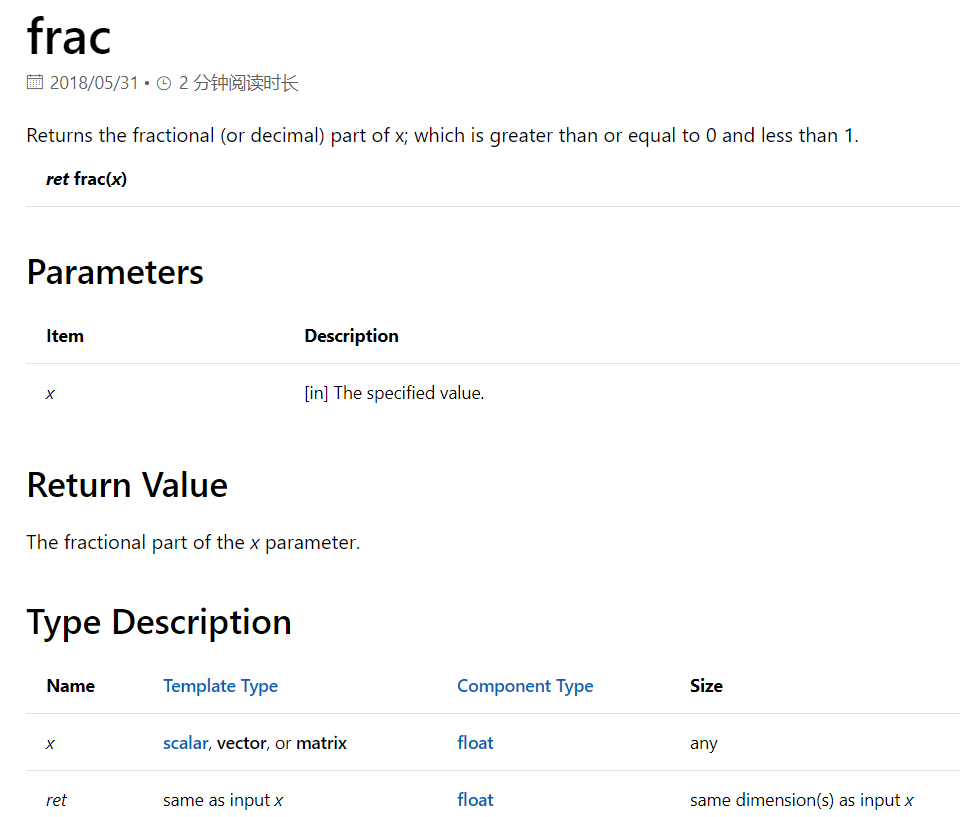 frac
2018/05/31 • 2 分钟阅读时长
Returns the fractional (or decimal) part of x; which is greater than or equal to 0 and less than 1.
ret frac(x)
Parameters
Item Description
x [in] The specified value.
Return Value
The fractional part of the x parameter.
Type Description
Name Template Type Component Type Size
x scalar, vector, or matrix float any
ret same as input x float same dimension(s) as input x